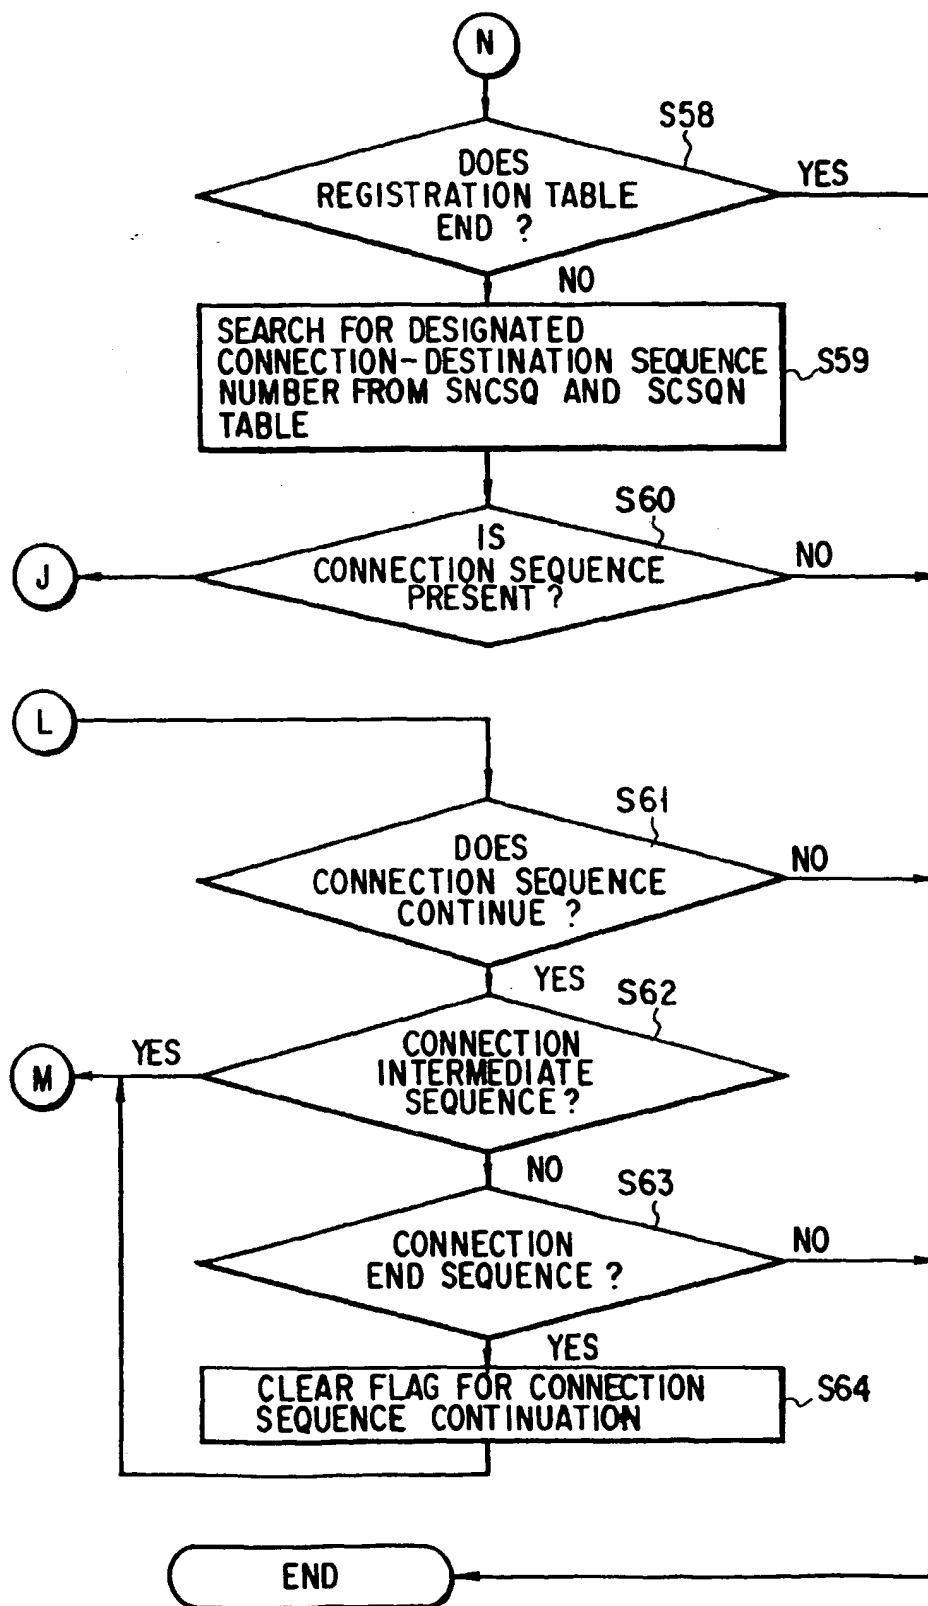 N
S58
DOES
REGISTRATION TABLE
END ?
YES
NO
SEARCH FOR DESIGNATED
CONNECTION-DESTINATION SEQUENCE
NUMBER FROM SNCSQ AND SCSQN
TABLE
S59
S60
IS
CONNECTION SEQUENCE
PRESENT ?
J
NO
L
S61
DOES
CONNECTION SEQUENCE
CONTINUE ?
NO
YES
S62
CONNECTION
INTERMEDIATE
SEQUENCE ?
YES
M
NO
S63
CONNECTION
END SEQUENCE ?
NO
YES
CLEAR FLAG FOR CONNECTION
SEQUENCE CONTINUATION
S64
END